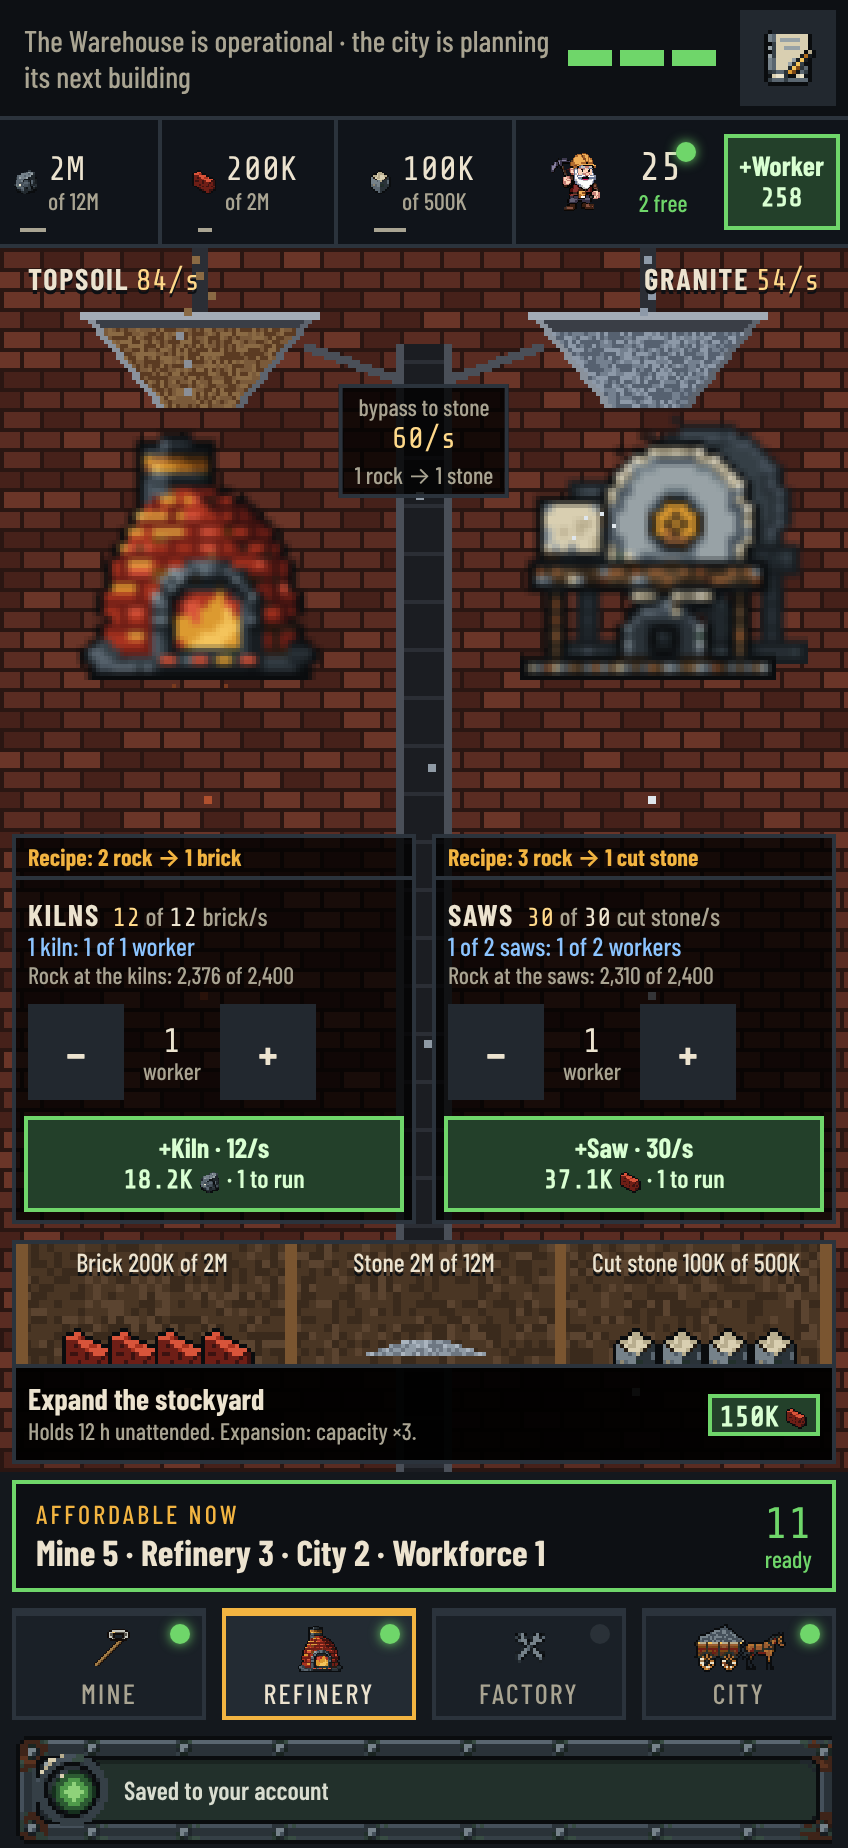 The Warehouse is operational · the city is planning
its next building
2M
of 12M
200K
of 2M
100K
of 500K
25
2 free
+Worker
258
TOPSOIL 84/s
GRANITE 54/s
bypass to stone
60/s
1 rock → 1 stone
Recipe: 2 rock → 1 brick
KILNS 12 of 12 brick/s
1 kiln: 1 of 1 worker
Rock at the kilns: 2,376 of 2,400
−
1
worker
+
+Kiln · 12/s
18.2K · 1 to run
Recipe: 3 rock → 1 cut stone
SAWS 30 of 30 cut stone/s
1 of 2 saws: 1 of 2 workers
Rock at the saws: 2,310 of 2,400
−
1
worker
+
+Saw · 30/s
37.1K · 1 to run
Brick 200K of 2M
Stone 2M of 12M
Cut stone 100K of 500K
Expand the stockyard
Holds 12 h unattended. Expansion: capacity ×3.
150K
AFFORDABLE NOW
Mine 5 · Refinery 3 · City 2 · Workforce 1
11
ready
MINE
REFINERY
FACTORY
CITY
Saved to your account